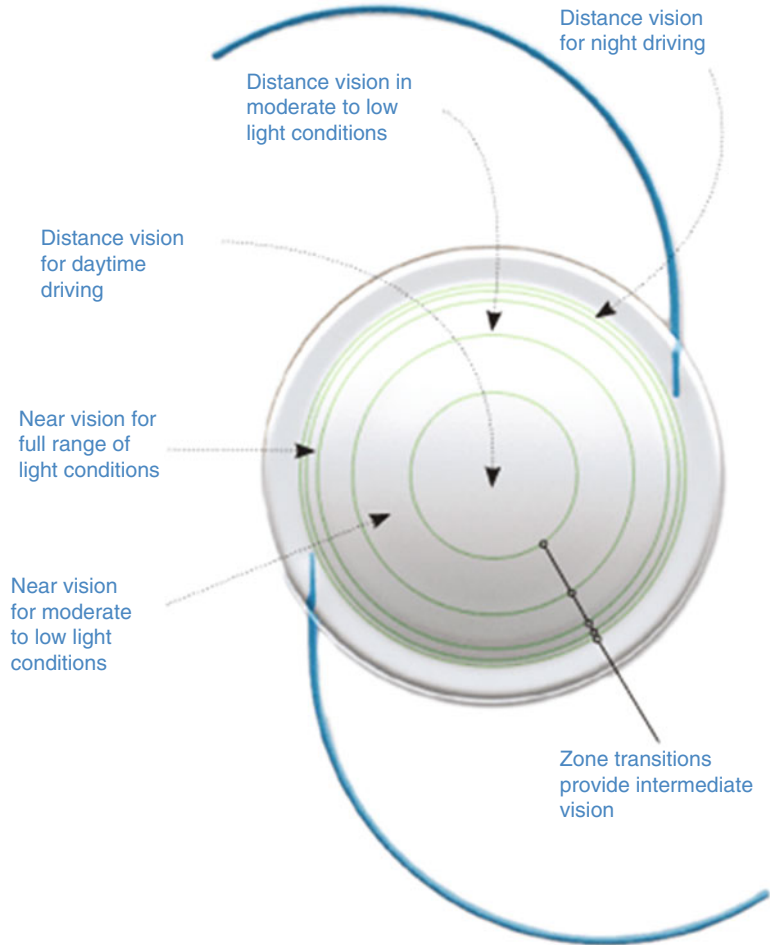 Distance vision
for night driving
Distance vision in
moderate to low
light conditions
Distance vision
for daytime
driving
Near vision for
full range of
light conditions
Near vision
for moderate
to low light
conditions
Zone transitions
provide intermediate
vision